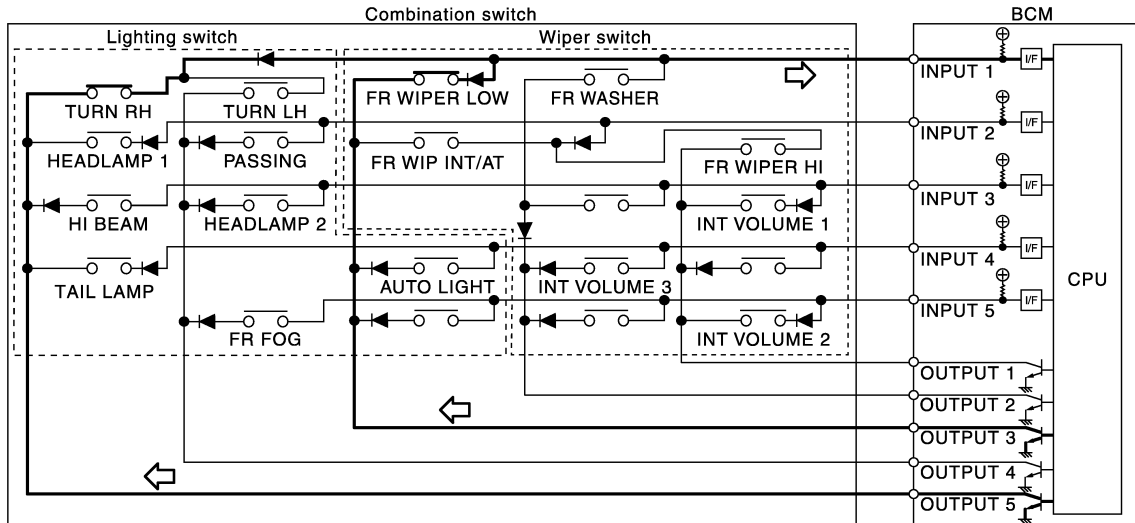 Combination switch
BCM
Lighting switch
Wiper switch
INPUT 1
I/F
TURN RH
TURN LH
FR WIPER LOW
FR WASHER
INPUT 2
I/F
HEADLAMP 1
PASSING
FR WIP INT/AT
FR WIPER HI
INPUT 3
I/F
HI BEAM
HEADLAMP 2
INT VOLUME 1
INPUT 4
I/F
CPU
TAIL LAMP
AUTO LIGHT
INT VOLUME 3
INPUT 5
I/F
FR FOG
INT VOLUME 2
OUTPUT 1
OUTPUT 2
OUTPUT 3
OUTPUT 4
OUTPUT 5